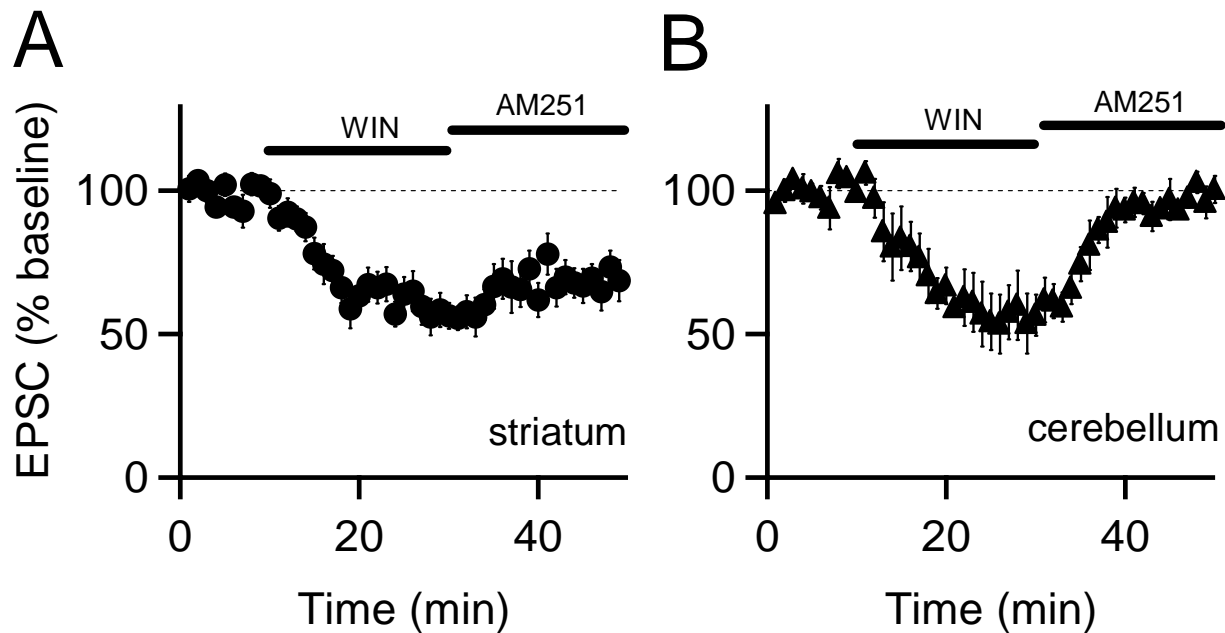 A
B
EPSC (% baseline)
WIN
AM251
100
50
0
striatum
0
20
40
Time (min)
WIN
AM251
100
50
0
cerebellum
0
20
40
Time (min)